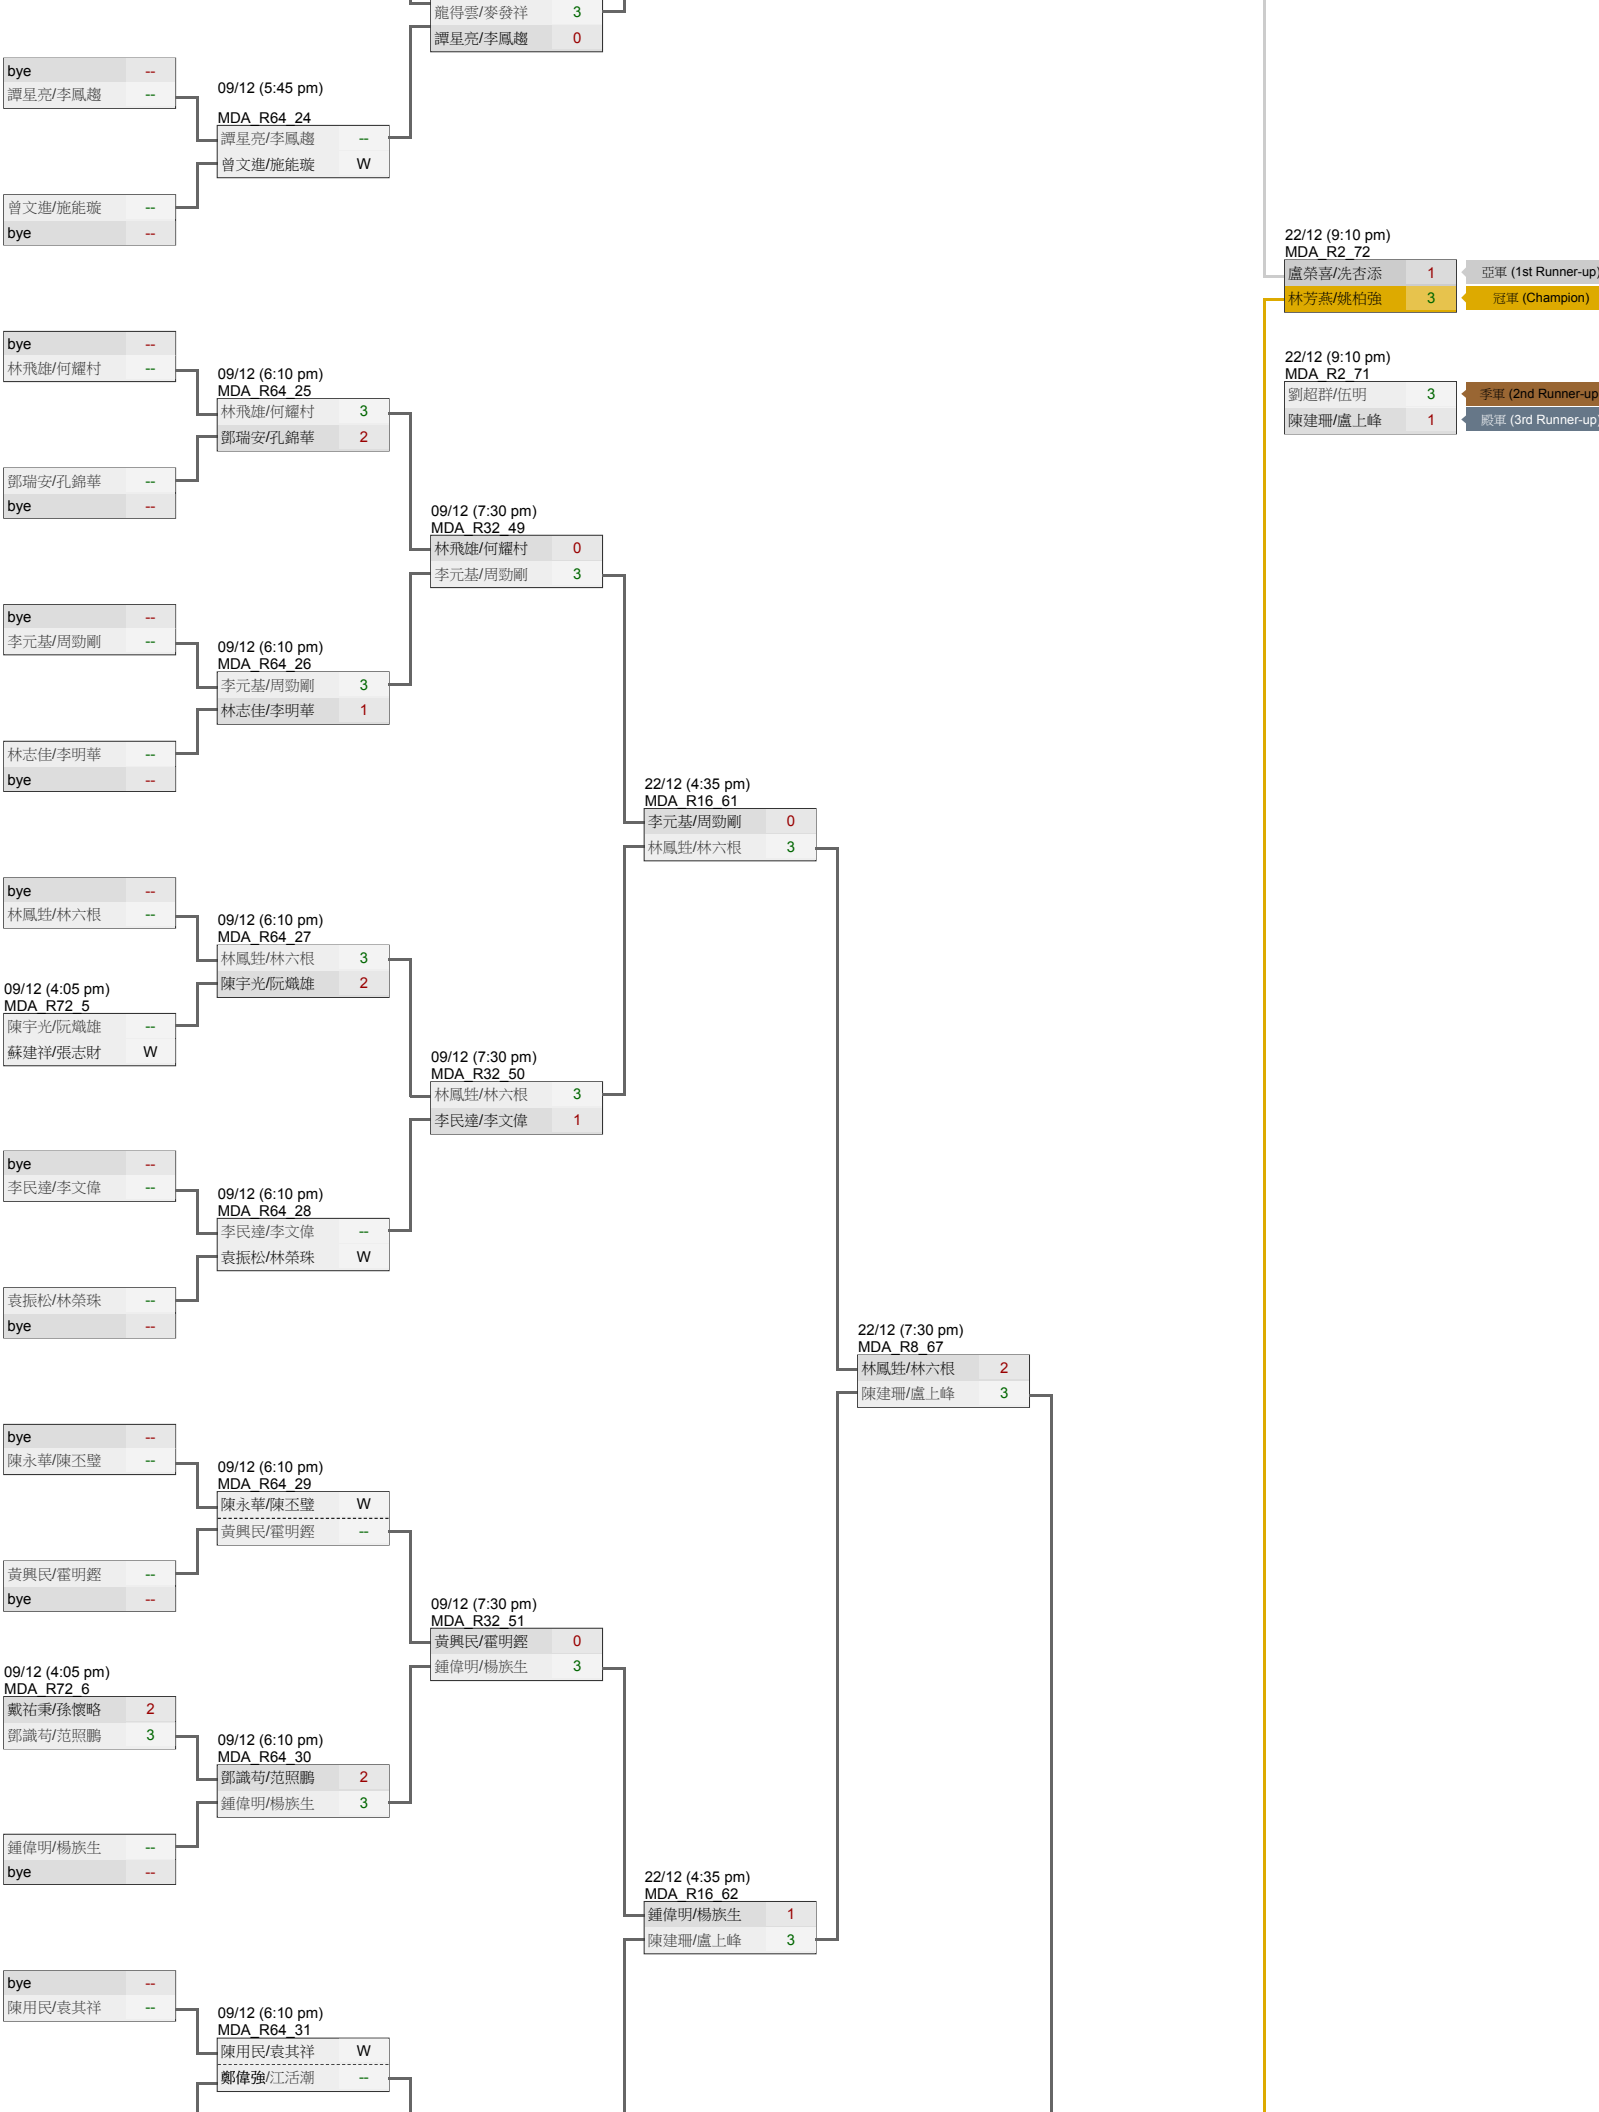 龍得雲/麥發祥 3
譚星亮/李鳳趨 0
bye --
譚星亮/李鳳趨 --
09/12 (5:45 pm)
MDA_R64_24
譚星亮/李鳳趨 --
曾文進/施能璇 W
曾文進/施能璇 --
bye --
22/12 (9:10 pm)
MDA_R2_72
盧榮喜/冼杏添 1 亞軍 (1st Runner-up)
林芳燕/姚柏強 3 冠軍 (Champion)
22/12 (9:10 pm)
MDA_R2_71
劉超群/伍明 3 季軍 (2nd Runner-up
陳建珊/盧上峰 1 殿軍 (3rd Runner-up)
bye --
林飛雄/何耀村 --
09/12 (6:10 pm)
MDA_R64_25
林飛雄/何耀村 3
鄧瑞安/孔錦華 2
鄧瑞安/孔錦華 --
bye --
09/12 (7:30 pm)
MDA_R32_49
林飛雄/何耀村 0
李元基/周勁剛 3
bye --
李元基/周勁剛 --
09/12 (6:10 pm)
MDA_R64_26
李元基/周勁剛 3
林志佳/李明華 1
林志佳/李明華 --
bye --
22/12 (4:35 pm)
MDA_R16_61
李元基/周勁剛 0
林鳳甡/林六根 3
bye --
林鳳甡/林六根 --
09/12 (6:10 pm)
MDA_R64_27
林鳳甡/林六根 3
陳宇光/阮熾雄 2
09/12 (4:05 pm)
MDA_R72_5
陳宇光/阮熾雄 --
蘇建祥/張志財 W
09/12 (7:30 pm)
MDA_R32_50
林鳳甡/林六根 3
李民達/李文偉 1
bye --
李民達/李文偉 --
09/12 (6:10 pm)
MDA_R64_28
李民達/李文偉 --
袁振松/林榮珠 W
袁振松/林榮珠 --
bye --
22/12 (7:30 pm)
MDA_R8_67
林鳳甡/林六根 2
陳建珊/盧上峰 3
bye --
陳永華/陳丕璧 --
09/12 (6:10 pm)
MDA_R64_29
陳永華/陳丕璧 W
黃興民/霍明鏗 --
黃興民/霍明鏗 --
bye --
09/12 (7:30 pm)
MDA_R32_51
黃興民/霍明鏗 0
鍾偉明/楊族生 3
09/12 (4:05 pm)
MDA_R72_6
戴祐秉/孫懷略 2
鄧識荀/范照鵬 3
09/12 (6:10 pm)
MDA_R64_30
鄧識荀/范照鵬 2
鍾偉明/楊族生 3
鍾偉明/楊族生 --
bye --
22/12 (4:35 pm)
MDA_R16_62
鍾偉明/楊族生 1
陳建珊/盧上峰 3
bye --
陳用民/袁其祥 --
09/12 (6:10 pm)
MDA_R64_31
陳用民/袁其祥 W
鄭偉強/江活潮 --